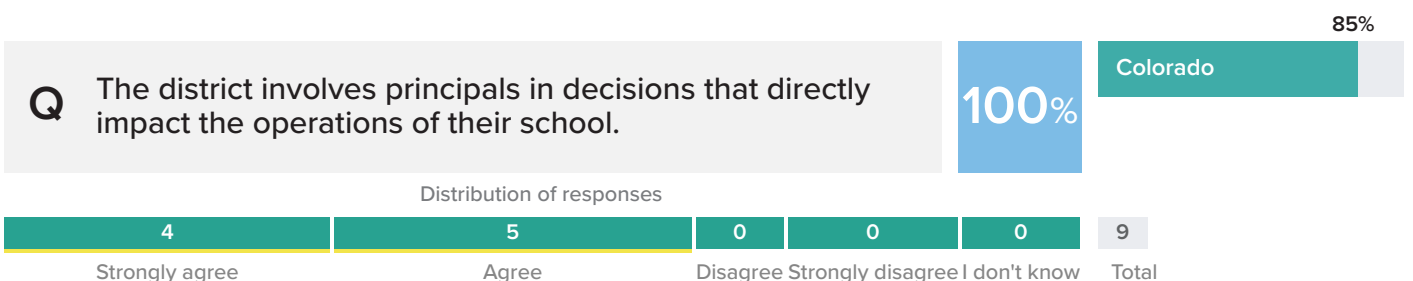 85%
Q
The district involves principals in decisions that directly
impact the operations of their school.
100%
Colorado
Distribution of responses
4 5 0 0 0 9
Strongly agree Agree Disagree Strongly disagree I don't know Total